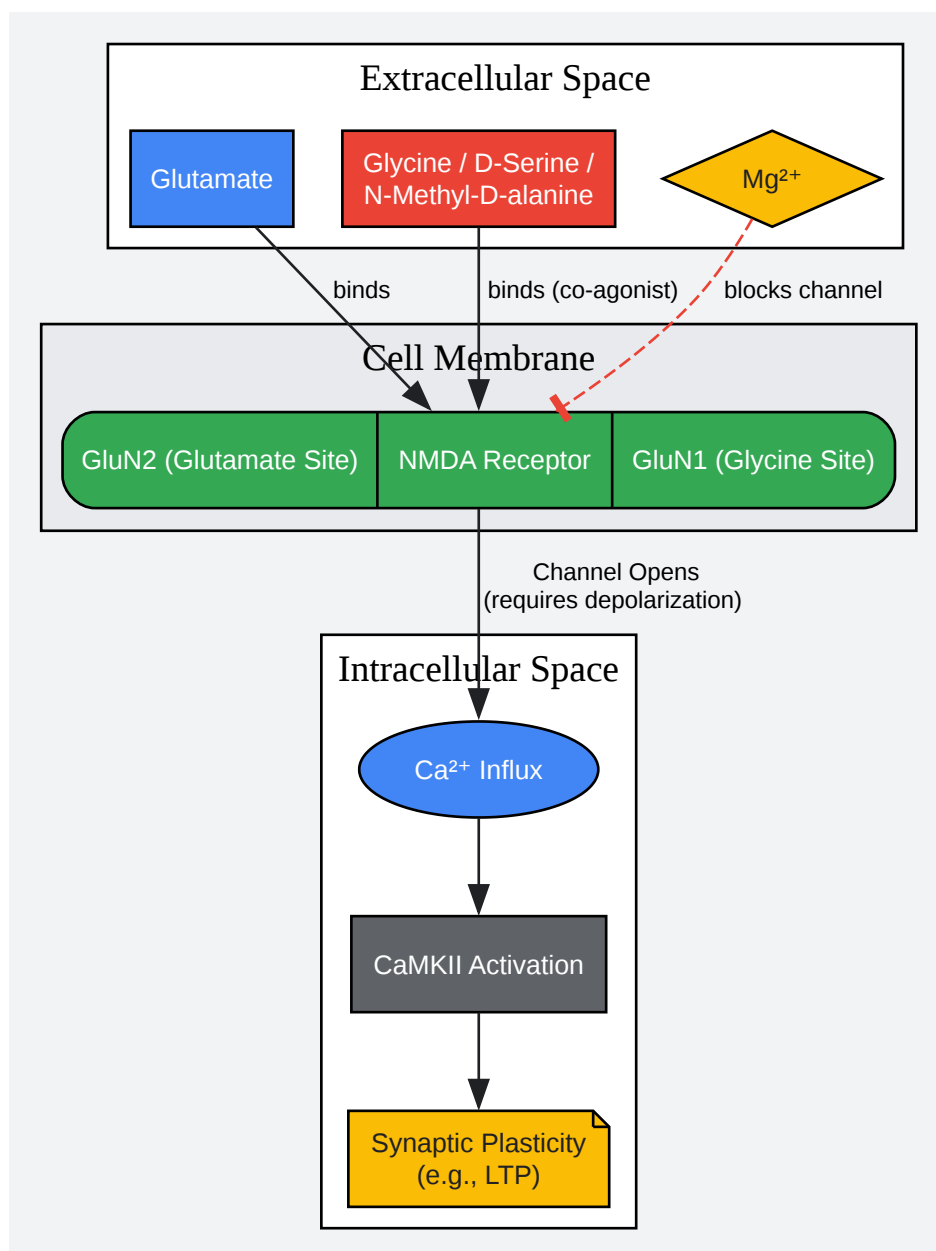 Extracellular Space
Glutamate
Glycine / D-Serine /
N-Methyl-D-alanine
Mg²⁺
binds
binds (co-agonist)
blocks channel
Cell Membrane
GluN2 (Glutamate Site)
NMDA Receptor
GluN1 (Glycine Site)
Channel Opens
(requires depolarization)
Intracellular Space
Ca²⁺ Influx
CaMKII Activation
Synaptic Plasticity
(e.g., LTP)